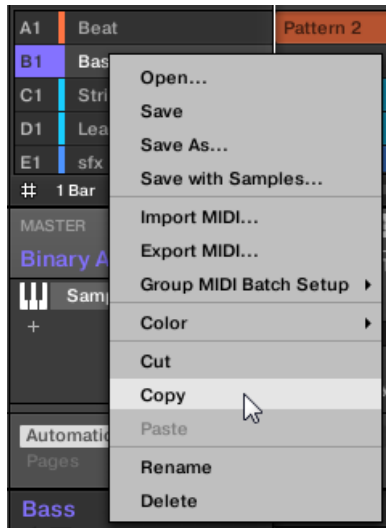 A1 Beat Pattern 2
B1 Bas
Open...
C1 Stri
Save
D1 Lea
Save As...
E1 sfx
Save with Samples...
1 Bar
Import MIDI...
MASTER
Export MIDI...
Binary A
Group MIDI Batch Setup
Sam
Color
+
Cut
Copy
Automatic
Paste
Pages
Rename
Bass
Delete